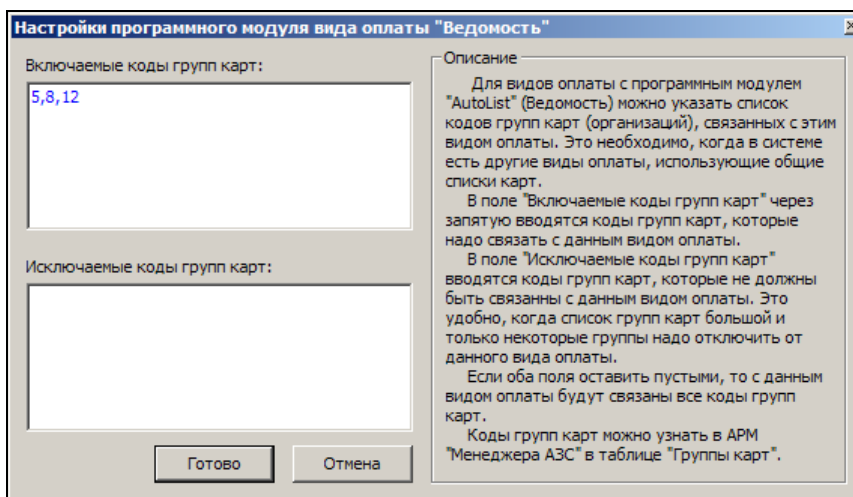 Настройки программного модуля вида оплаты "Ведомость"
Включаемые коды групп карт:
5,8,12
Исключаемые коды групп карт:
Готово
Отмена
Описание
Для видов оплаты с программным модулем
"AutoList" (Ведомость) можно указать список
кодов групп карт (организаций), связанных с этим
видом оплаты. Это необходимо, когда в системе
есть другие виды оплаты, использующие общие
списки карт.
В поле "Включаемые коды групп карт" через
запятую вводятся коды групп карт, которые
надо связать с данным видом оплаты.
В поле "Исключаемые коды групп карт"
вводятся коды групп карт, которые не должны
быть связанны с данным видом оплаты. Это
удобно, когда список групп карт большой и
только некоторые группы надо отключить от
данного вида оплаты.
Если оба поля оставить пустыми, то с данным
видом оплаты будут связаны все коды групп
карт.
Коды групп карт можно узнать в АРМ
"Менеджера АЗС" в таблице "Группы карт".